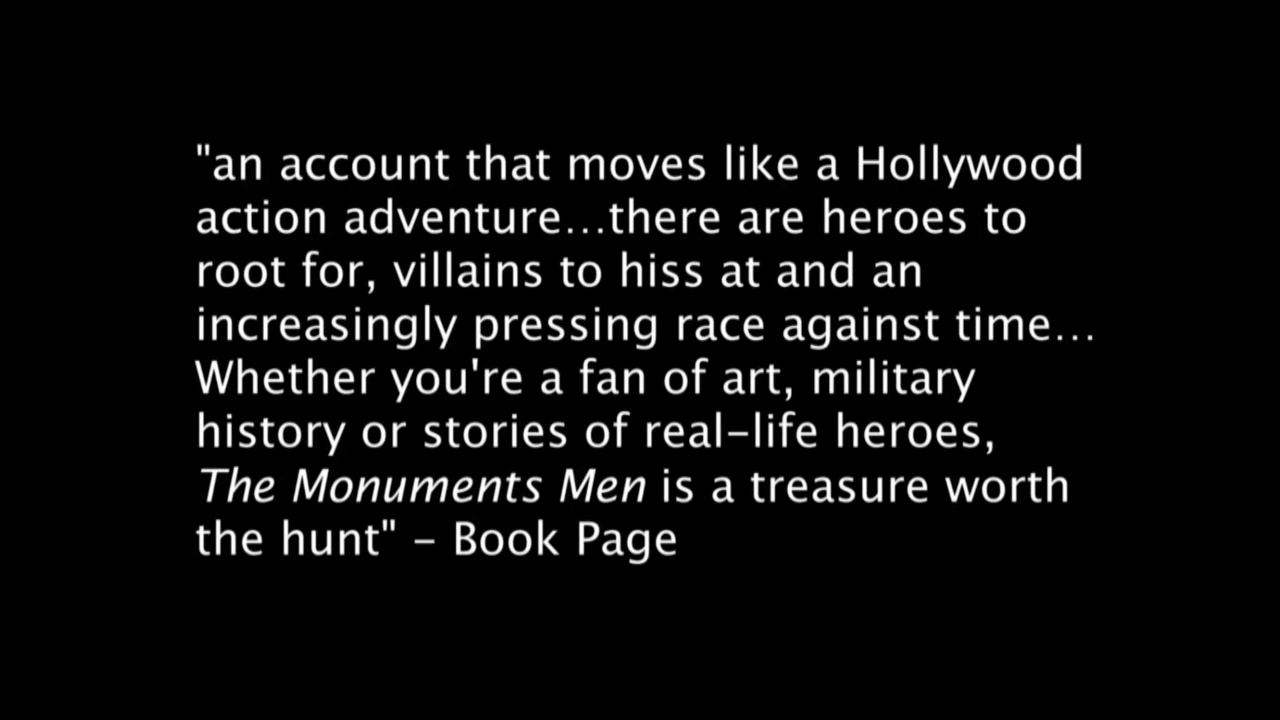 "an account that moves like a Hollywood
action adventure...there are heroes to
root for, villains to hiss at and an
increasingly pressing race against time...
Whether you're a fan of art, military
history or stories of real-life heroes,
The Monuments Men is a treasure worth
the hunt" – Book Page